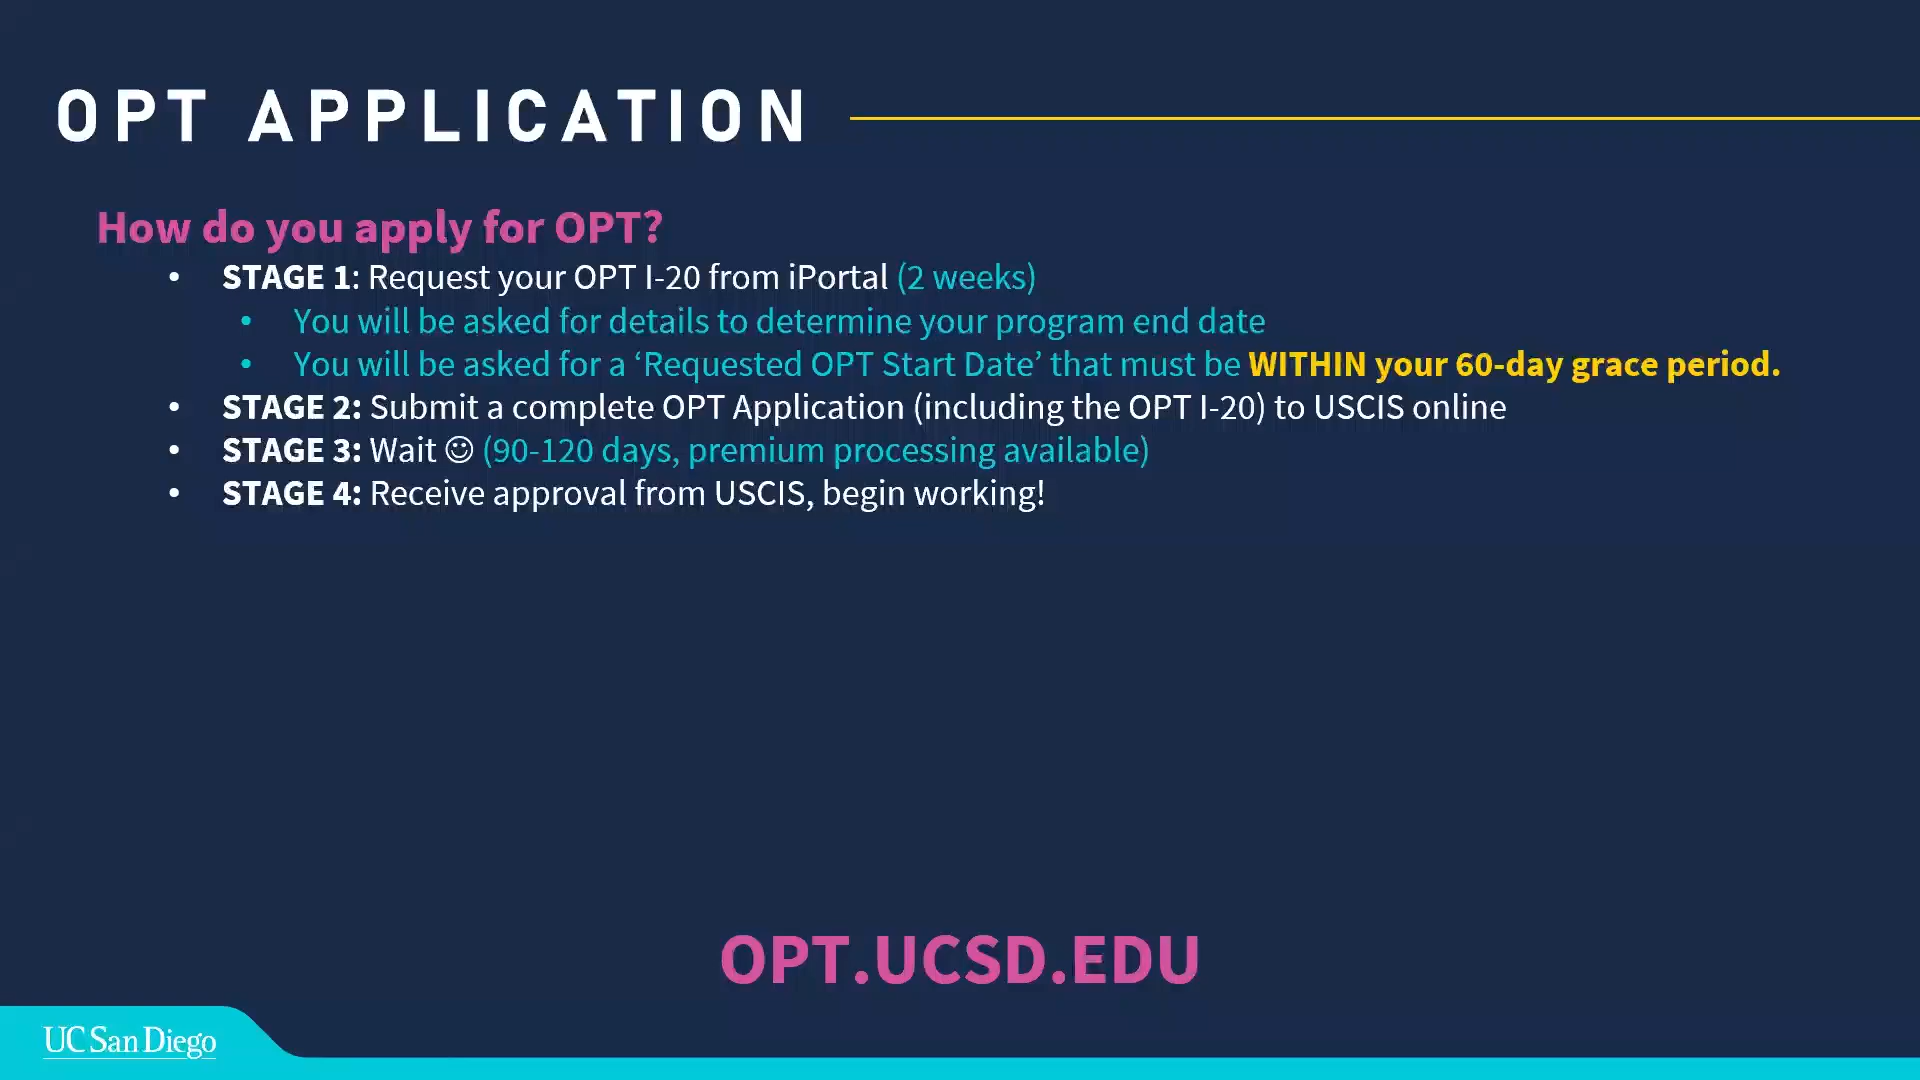 OPT APPLICATION
How do you apply for OPT?
• STAGE 1: Request your OPT I-20 from iPortal (2 weeks)
• You will be asked for details to determine your program end date
• You will be asked for a ‘Requested OPT Start Date’ that must be WITHIN your 60-day grace period.
• STAGE 2: Submit a complete OPT Application (including the OPT I-20) to USCIS online
• STAGE 3: Wait ☺ (90-120 days, premium processing available)
• STAGE 4: Receive approval from USCIS, begin working!
OPT.UCSD.EDU
UC San Diego